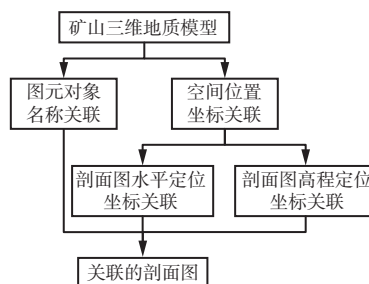 矿山三维地质模型
图元对象
名称关联
空间位置
坐标关联
剖面图水平定位
坐标关联
剖面图高程定位
坐标关联
关联的剖面图